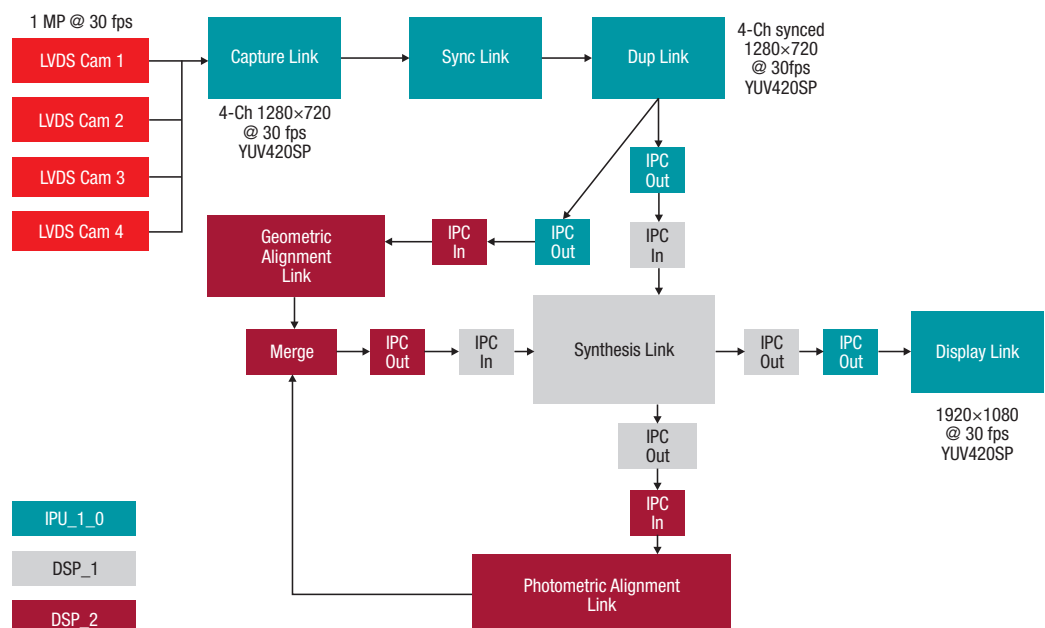 1 MP @ 30 fps
LVDS Cam 1
LVDS Cam 2
LVDS Cam 3
LVDS Cam 4
Capture Link
4-Ch 1280×720
@ 30 fps
YUV420SP
Sync Link
Dup Link
4-Ch synced
1280×720
@ 30fps
YUV420SP
IPC
Out
IPC
In
IPC
Out
IPC
In
Geometric
Alignment
Link
Merge
IPC
Out
IPC
In
Synthesis Link
IPC
Out
IPC
Out
Display Link
1920×1080
@ 30 fps
YUV420SP
IPC
Out
IPC
In
Photometric Alignment
Link
IPU_1_0
DSP_1
DSP_2